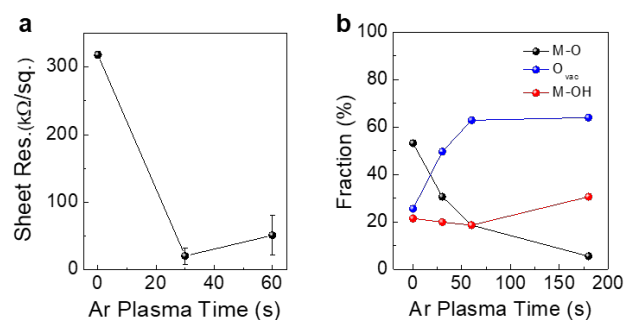 a
Sheet Res.(kΩ/sq.)
300
200
100
0
0 20 40 60
Ar Plasma Time (s)
b
Fraction (%)
100
80
60
40
20
0
M-O
Ovac
M-OH
0 50 100 150 200
Ar Plasma Time (s)